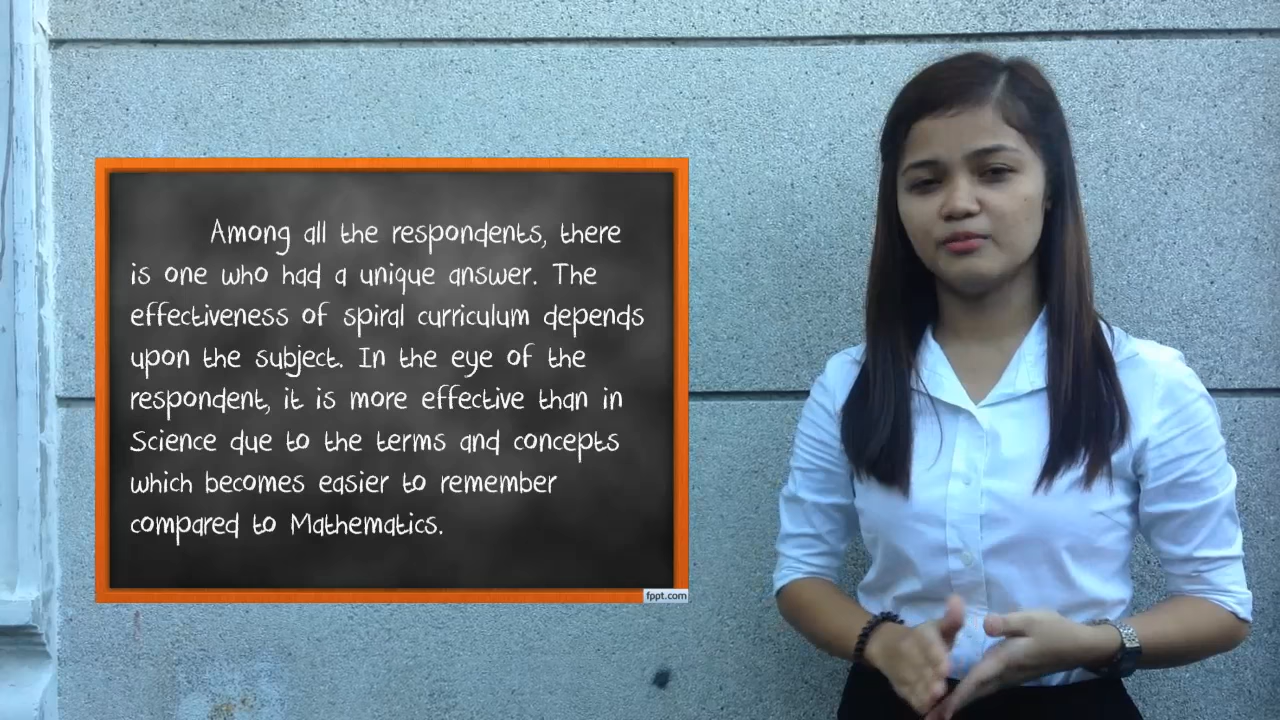 Among all the respondents, there
is one who had a unique answer. The
effectiveness of spiral curriculum depends
upon the subject. In the eye of the
respondent, it is more effective than in
Science due to the terms and concepts
which becomes easier to remember
compared to Mathematics.
fppt.com